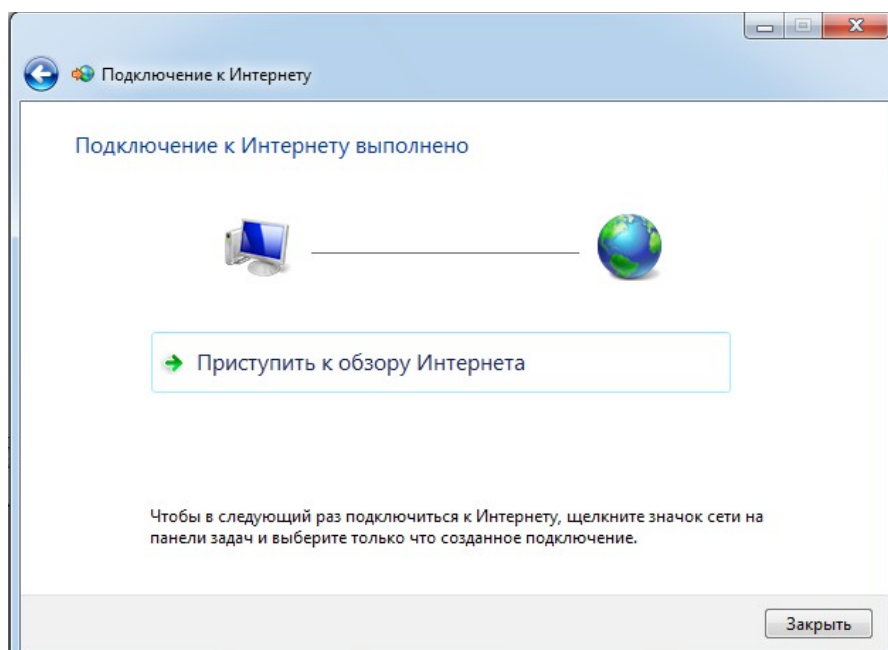 Подключение к Интернету
Подключение к Интернету выполнено
Приступить к обзору Интернета
Чтобы в следующий раз подключиться к Интернету, щелкните значок сети на
панели задач и выберите только что созданное подключение.
Закрыть